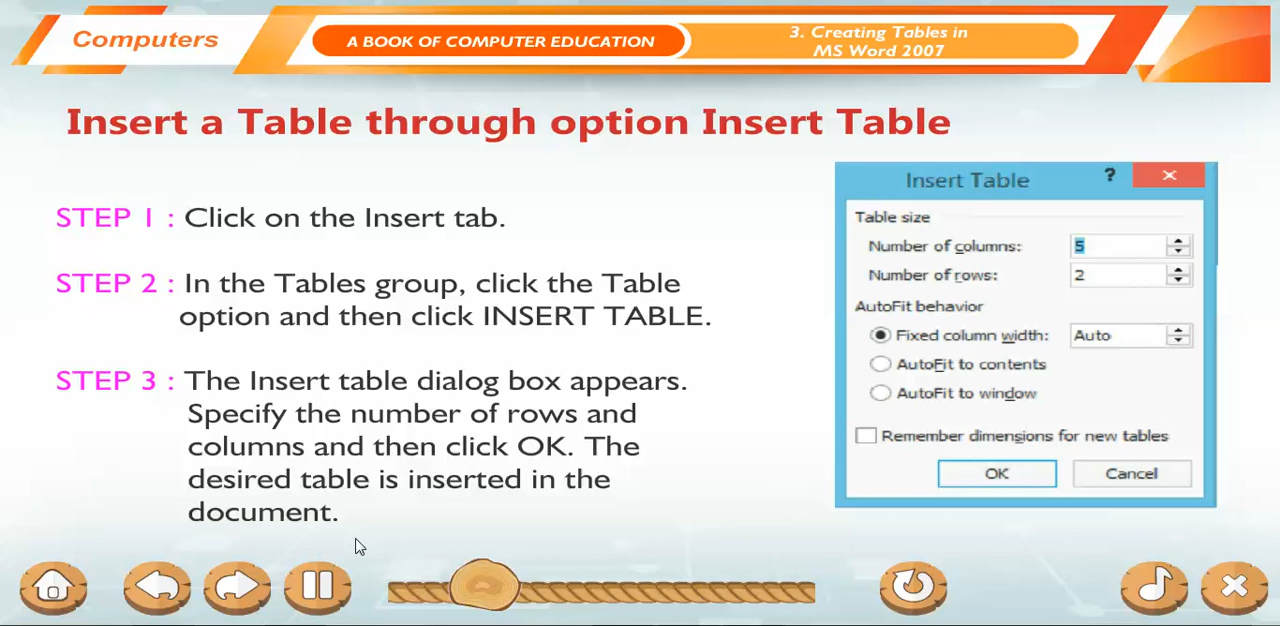 Computers
A BOOK OF COMPUTER EDUCATION
3. Creating Tables in
MS Word 2007
Insert a Table through option Insert Table
STEP 1 : Click on the Insert tab.
STEP 2 : In the Tables group, click the Table
option and then click INSERT TABLE.
STEP 3 : The Insert table dialog box appears.
Specify the number of rows and
columns and then click OK. The
desired table is inserted in the
document.
Insert Table ?
Table size
Number of columns: 5
Number of rows: 2
AutoFit behavior
Fixed column width: Auto
AutoFit to contents
AutoFit to window
Remember dimensions for new tables
OK Cancel